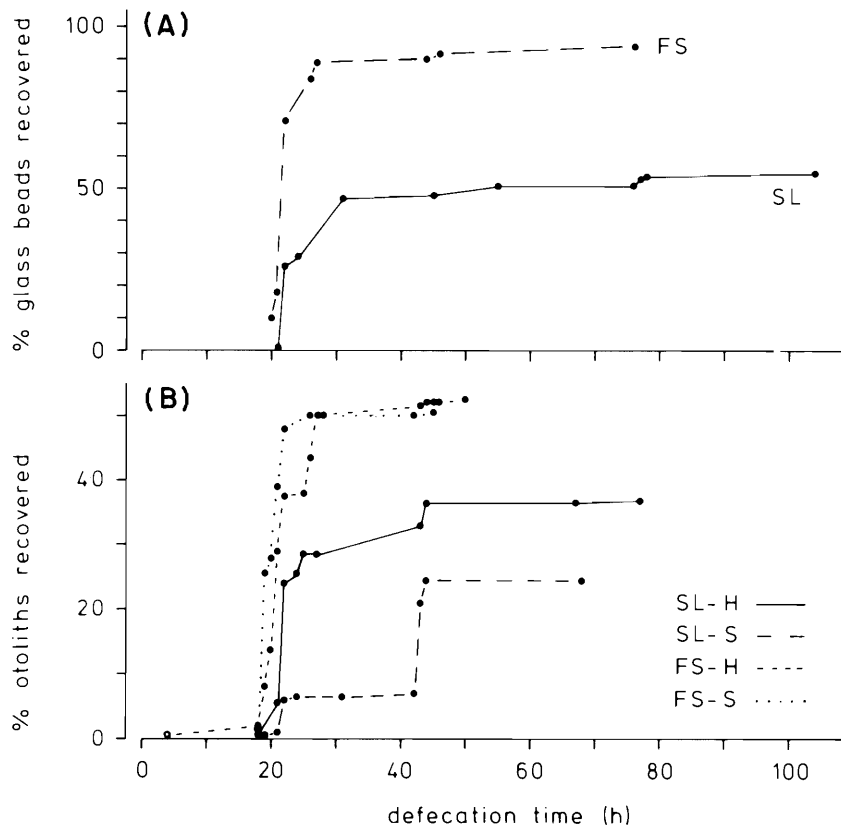 (A)
100
50
0
% glass beads recovered
FS
SL
(B)
40
20
0
% otoliths recovered
SL-H
SL-S
FS-H
FS-S
0 20 40 60 80 100
defecation time (h)